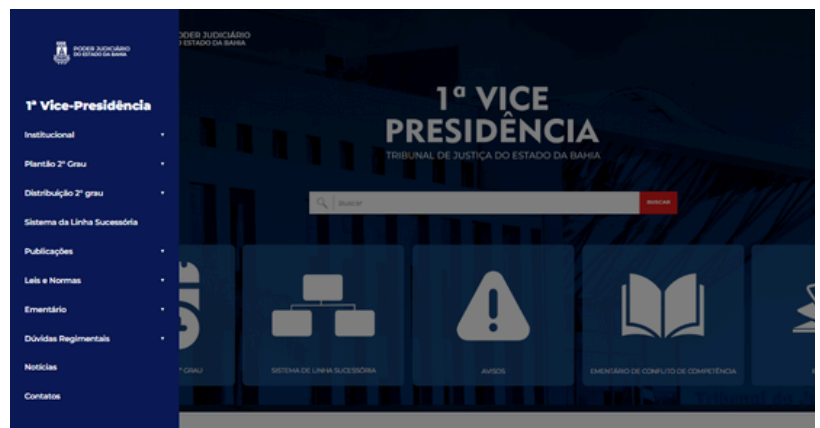 PODER JUDICIÁRIO
DO ESTADO DA BAHIA
1ª Vice-Presidência
Institucional
Plantão 2º Grau
Distribuição 2º grau
Sistema da Linha Sucessória
Publicações
Leis e Normas
Ementário
Dúvidas Regimentais
Notícias
Contatos
PODER JUDICIÁRIO
ESTADO DA BAHIA
1ª VICE
PRESIDÊNCIA
TRIBUNAL DE JUSTIÇA DO ESTADO DA BAHIA
Buscar
BUSCAR
GRAU
SISTEMA DE LINHA SUCESSÓRIA
AVISOS
EMENTÁRIO DE CONFLITO DE COMPETÊNCIA